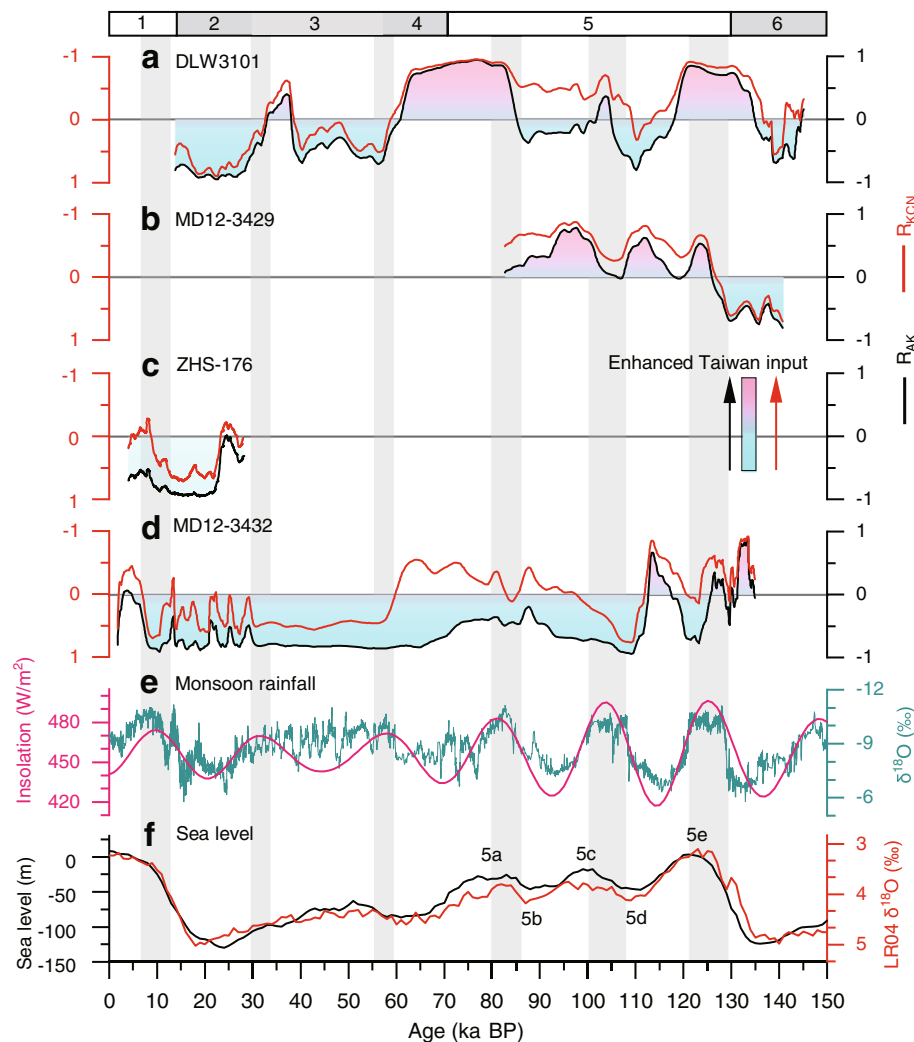 1 2 3 4 5 6
a DLW3101
-1 0 1
1 0 -1
b MD12-3429
-1 0 1
1 0 -1
R_KCN
R_AK
c ZHS-176
Enhanced Taiwan input
-1 0 1
1 0 -1
d MD12-3432
-1 0 1
1 0 -1
e Monsoon rainfall
Insolation (W/m²)
480 450 420
-12 -9 -6
δ¹⁸O (‰)
f Sea level
5a 5b 5c 5d 5e
Sea level (m)
0 -50 -100 -150
3 4 5
LR04 δ¹⁸O (‰)
0 10 20 30 40 50 60 70 80 90 100 110 120 130 140 150
Age (ka BP)